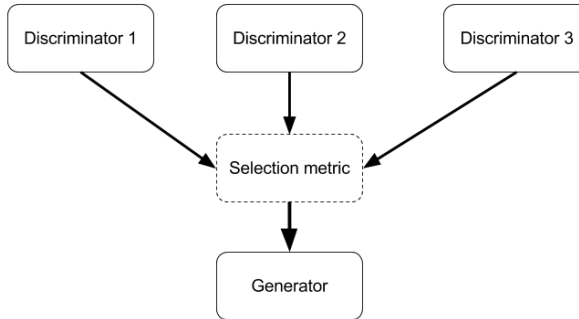 Discriminator 1
Discriminator 2
Discriminator 3
Selection metric
Generator